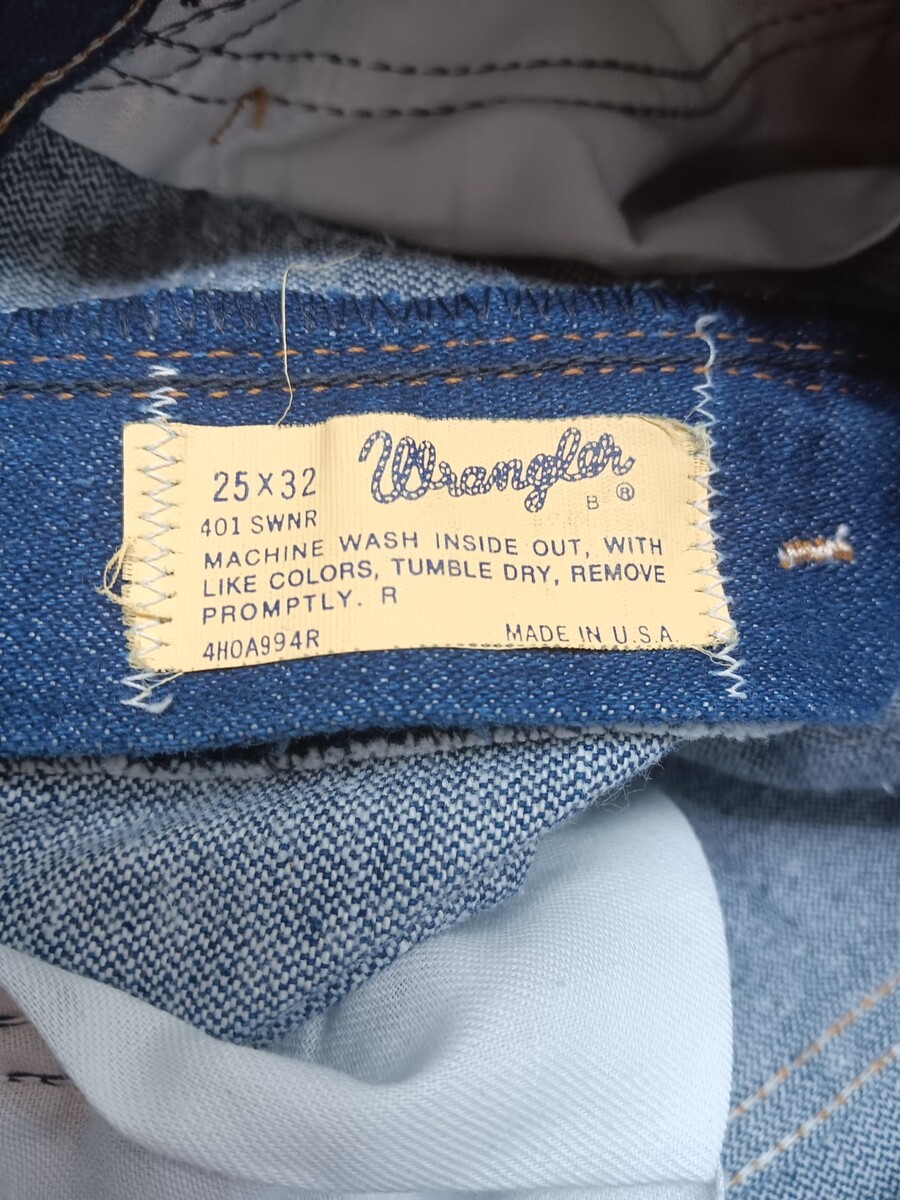 Wrangler
B ®
25 X 32
401 SWNR
MACHINE WASH INSIDE OUT, WITH
LIKE COLORS, TUMBLE DRY, REMOVE
PROMPTLY. R
4H0A994R
MADE IN U.S.A.